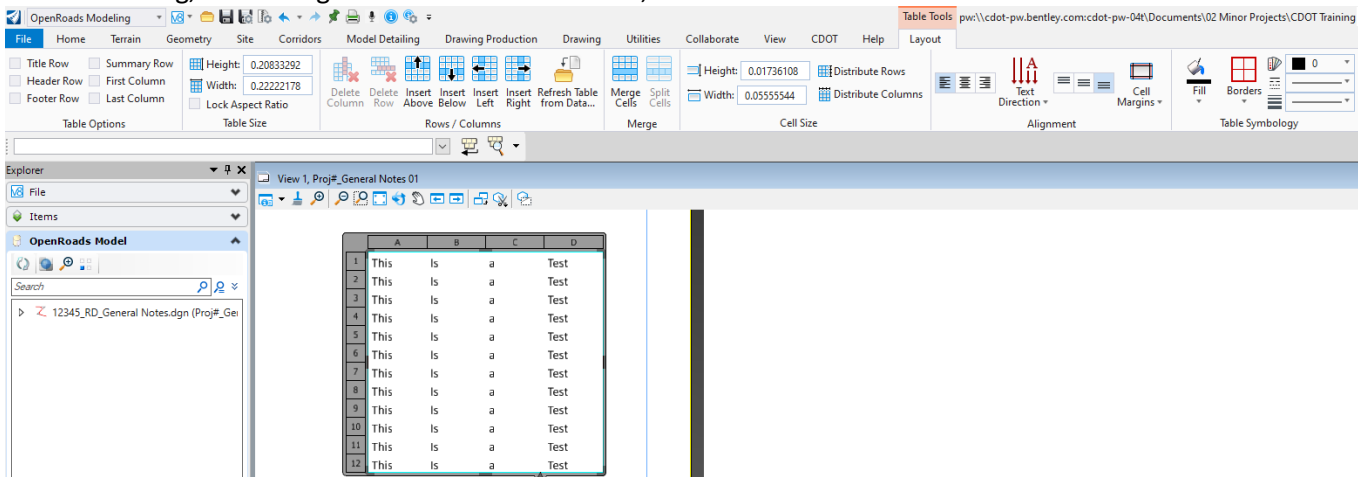 OpenRoads Modeling
Table Tools pw:\\cdot-pw.bentley.com:cdot-pw-04t\Documents\02 Minor Projects\CDOT Training
File Home Terrain Geometry Site Corridors Model Detailing Drawing Production Drawing Utilities Collaborate View CDOT Help Layout
Title Row Summary Row Height: 0.20833292
Header Row First Column Width: 0.22222178
Footer Row Last Column Lock Aspect Ratio
Delete Column Delete Row Insert Above Insert Below Insert Left Insert Right Refresh Table from Data...
Merge Cells Split Cells
Height: 0.01736108 Distribute Rows
Width: 0.05555544 Distribute Columns
Text Direction Cell Margins
Fill Borders 0
Table Options Table Size Rows / Columns Merge Cell Size Alignment Table Symbology
Explorer
File
Items
OpenRoads Model
Search
12345_RD_General Notes.dgn (Proj#_Ge
View 1, Proj#_General Notes 01
A B C D
1 This Is a Test
2 This Is a Test
3 This Is a Test
4 This Is a Test
5 This Is a Test
6 This Is a Test
7 This Is a Test
8 This Is a Test
9 This Is a Test
10 This Is a Test
11 This Is a Test
12 This Is a Test